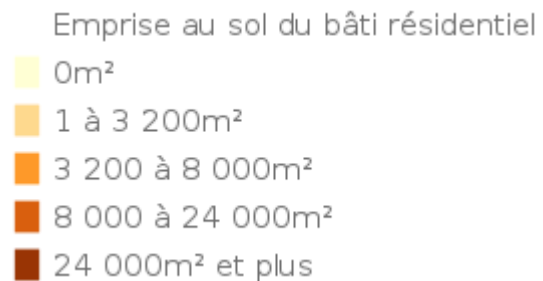 Emprise au sol du bâti résidentiel
0m²
1 à 3 200m²
3 200 à 8 000m²
8 000 à 24 000m²
24 000m² et plus